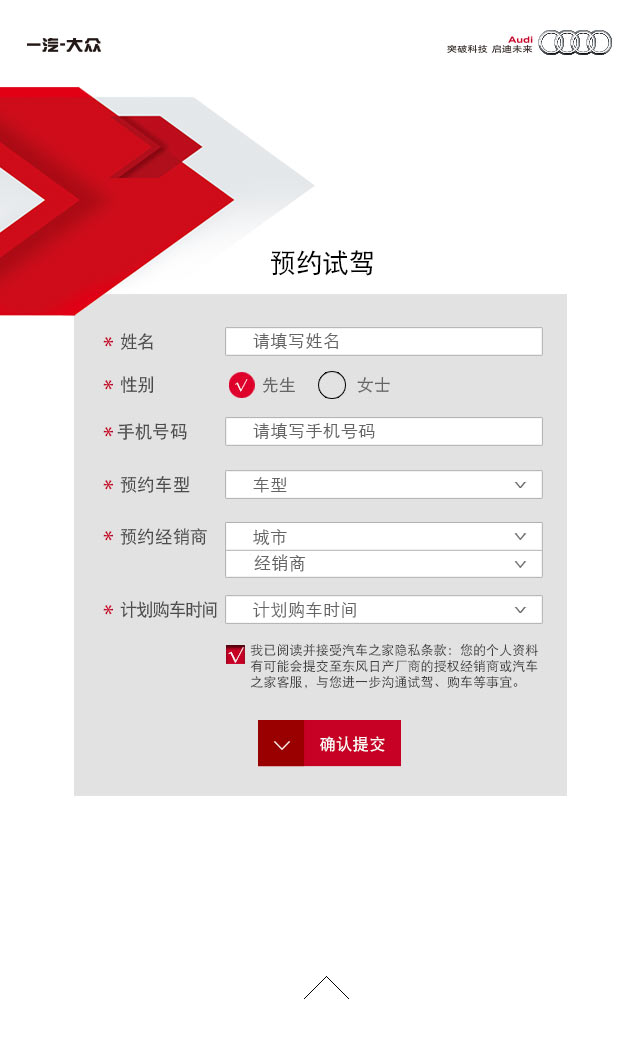 一汽-大众
Audi
突破科技 启迪未来
预约试驾
* 姓名 请填写姓名
* 性别 √ 先生 女士
* 手机号码 请填写手机号码
* 预约车型 车型
* 预约经销商 城市
经销商
* 计划购车时间 计划购车时间
√ 我已阅读并接受汽车之家隐私条款：您的个人资料
有可能会提交至东风日产厂商的授权经销商或汽车
之家客服，与您进一步沟通试驾、购车等事宜。
确认提交